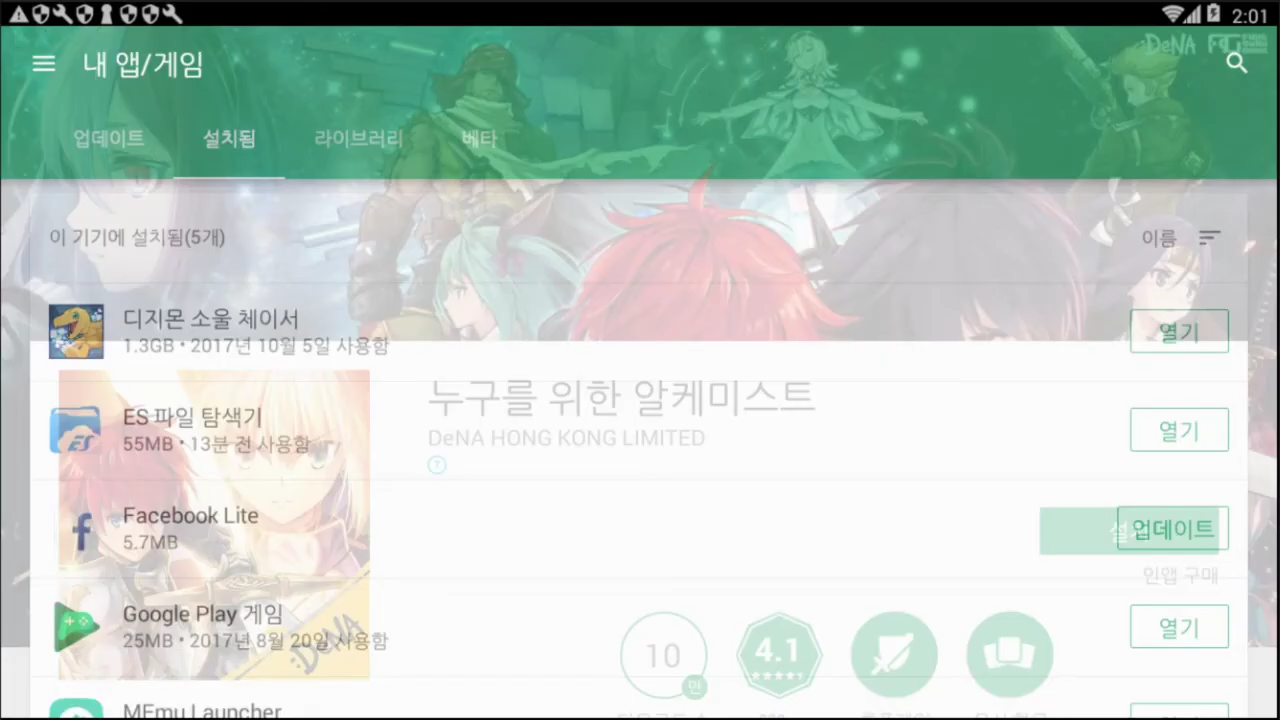 2:01
DeNA
내 앱/게임
업데이트 설치됨 라이브러리 베타
이 기기에 설치됨(5개) 이름
디지몬 소울 체이서 열기
1.3GB • 2017년 10월 5일 사용함
누구를 위한 알케미스트
ES 파일 탐색기 열기
55MB • 13분 전 사용함
DeNA HONG KONG LIMITED
Facebook Lite 업데이트
5.7MB
인앱 구매
Google Play 게임 열기
25MB • 2017년 8월 20일 사용함
:DeNA
10 만 4.1
MEmu Launcher